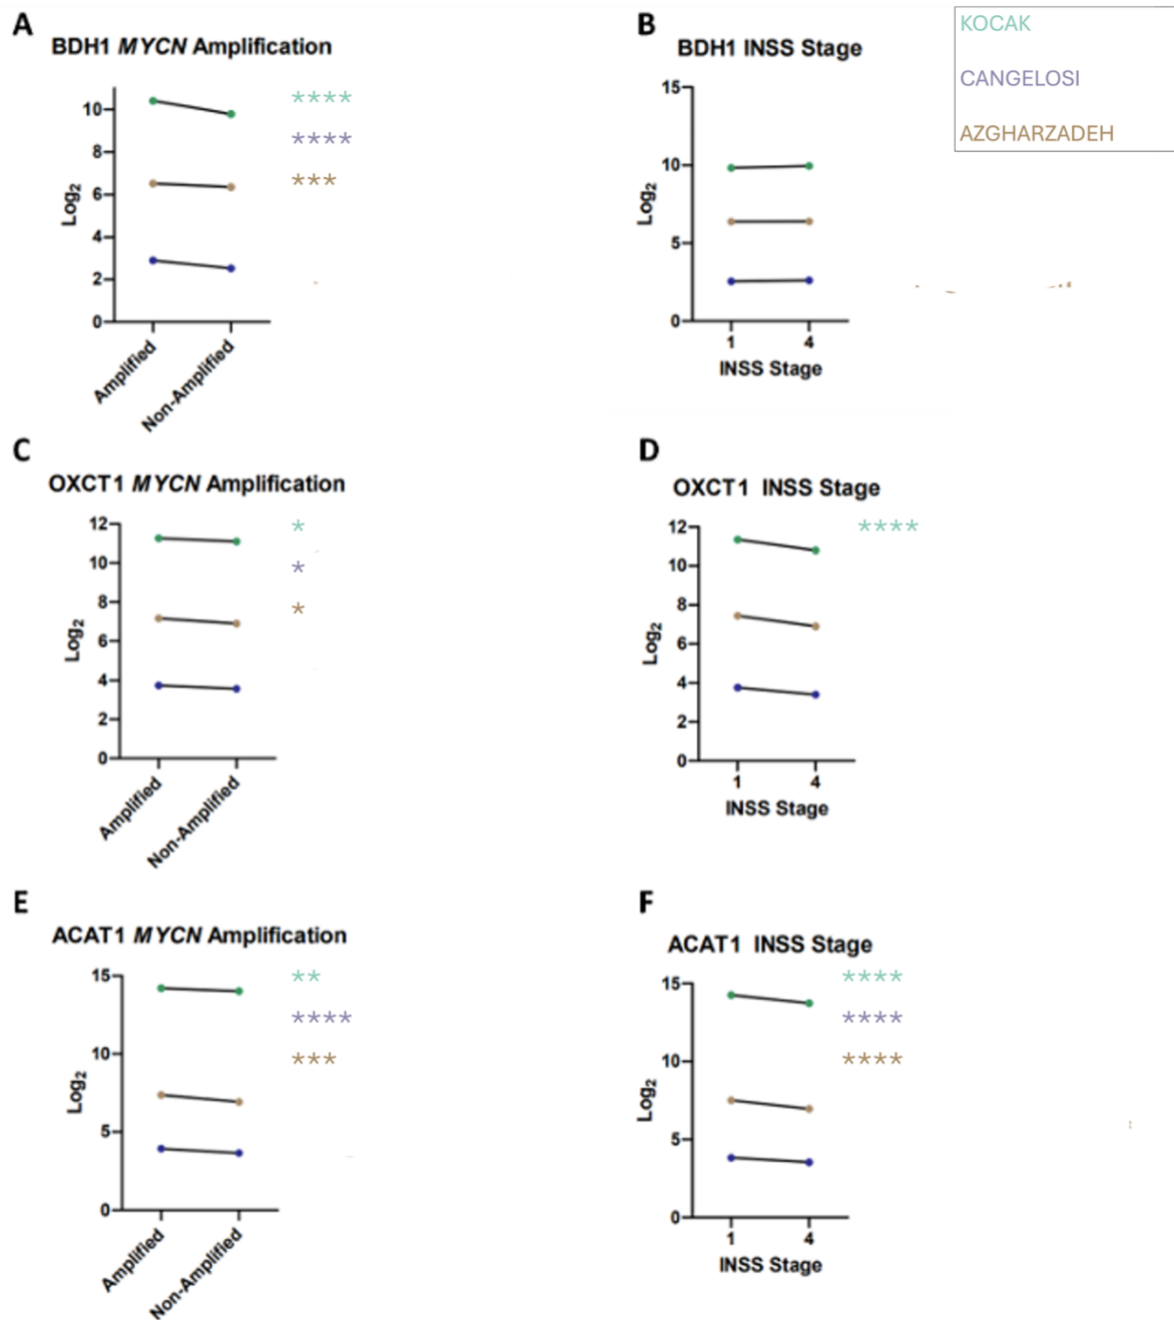 A
BDH1 MYCN Amplification
****
****
***
Log2
10
8
6
4
2
0
Amplified
Non-Amplified
B
BDH1 INSS Stage
KOCAK
CANGELOSI
AZGHARZADEH
Log2
15
10
5
0
1 4
INSS Stage
C
OXCT1 MYCN Amplification
*
*
*
Log2
12
10
8
6
4
2
0
Amplified
Non-Amplified
D
OXCT1 INSS Stage
****
Log2
12
10
8
6
4
2
0
1 4
INSS Stage
E
ACAT1 MYCN Amplification
**
****
***
Log2
15
10
5
0
Amplified
Non-Amplified
F
ACAT1 INSS Stage
****
****
****
Log2
15
10
5
0
1 4
INSS Stage